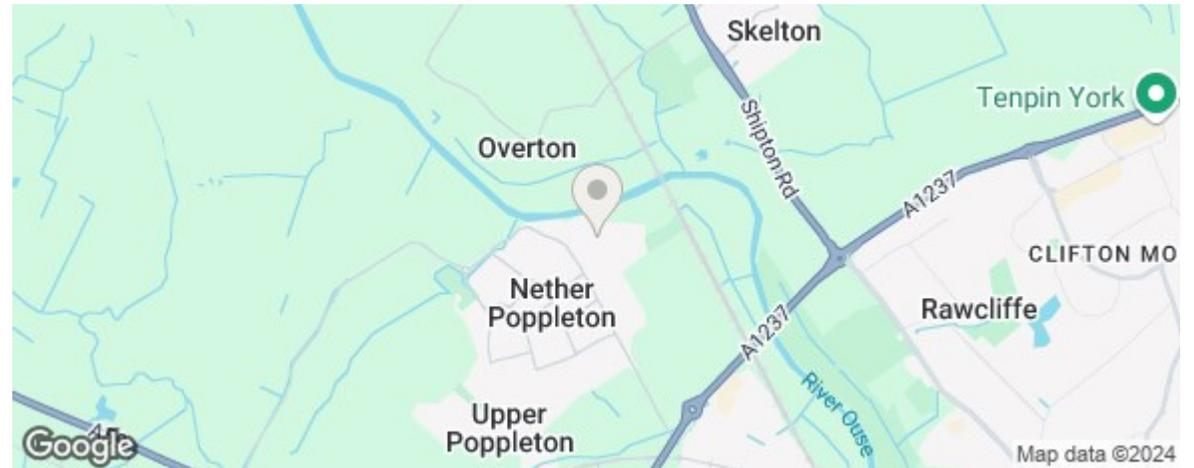 Skelton
Tenpin York
Shipton Rd
Overton
A1237
CLIFTON MO
Nether
Poppleton
Rawcliffe
A1237
River Ouse
Upper
Poppleton
Google
Map data ©2024